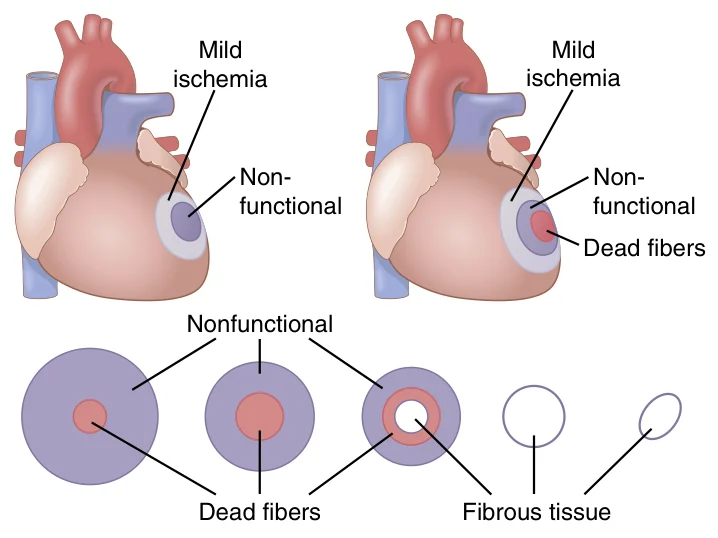 Mild
ischemia
Non-
functional
Mild
ischemia
Non-
functional
Dead fibers
Nonfunctional
Dead fibers
Fibrous tissue